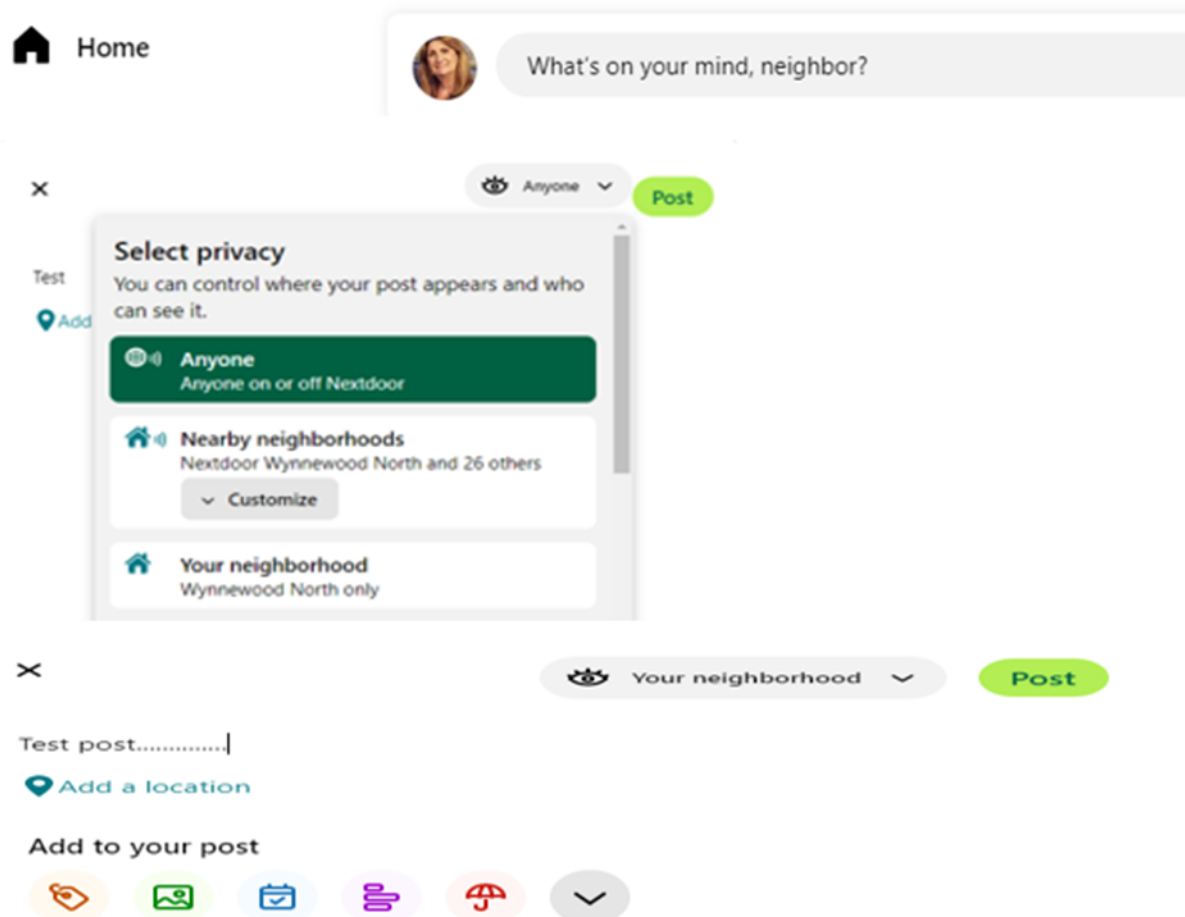 Home
What's on your mind, neighbor?
Anyone
Post
Select privacy
You can control where your post appears and who
can see it.
Test
Add
Anyone
Anyone on or off Nextdoor
Nearby neighborhoods
Nextdoor Wynnewood North and 26 others
Customize
Your neighborhood
Wynnewood North only
Your neighborhood
Post
Test post..............
Add a location
Add to your post